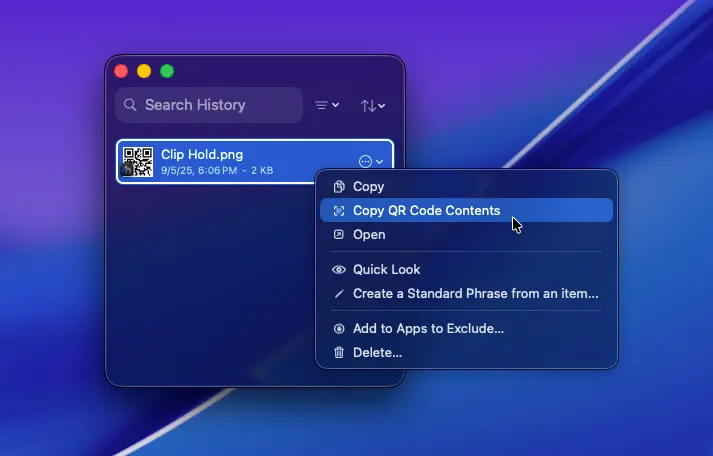 Search History
Clip Hold.png
9/5/25, 6:06 PM - 2 KB
Copy
Copy QR Code Contents
Open
Quick Look
Create a Standard Phrase from an item...
Add to Apps to Exclude...
Delete...